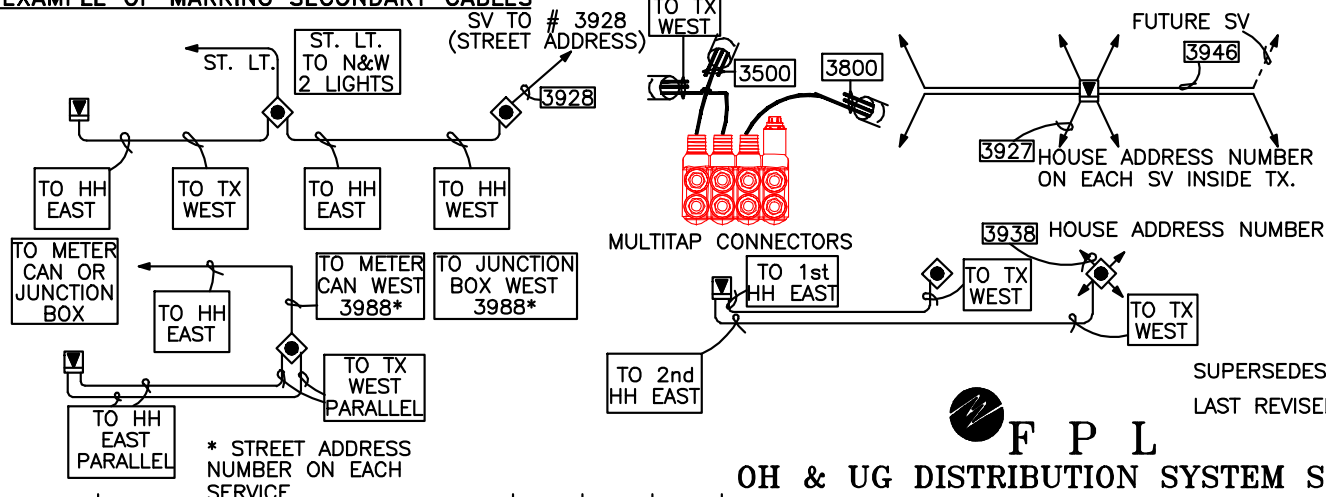 EXAMPLE OF MARKING SECONDARY CABLES
SV TO # 3928
(STREET ADDRESS)
ST. LT.
ST. LT.
TO N&W
2 LIGHTS
3928
TO HH
EAST
TO TX
WEST
TO HH
EAST
TO HH
WEST
TO TX
WEST
3500
3800
MULTITAP CONNECTORS
FUTURE SV
3946
3927
HOUSE ADDRESS NUMBER
ON EACH SV INSIDE TX.
TO METER
CAN OR
JUNCTION
BOX
TO HH
EAST
TO METER
CAN WEST
3988*
TO JUNCTION
BOX WEST
3988*
TO HH
EAST
PARALLEL
TO TX
WEST
PARALLEL
* STREET ADDRESS
NUMBER ON EACH
SERVICE
3938
HOUSE ADDRESS NUMBER
TO 1st
HH EAST
TO TX
WEST
TO TX
WEST
TO 2nd
HH EAST
SUPERSEDES
LAST REVISE
FPL
OH & UG DISTRIBUTION SYSTEM S